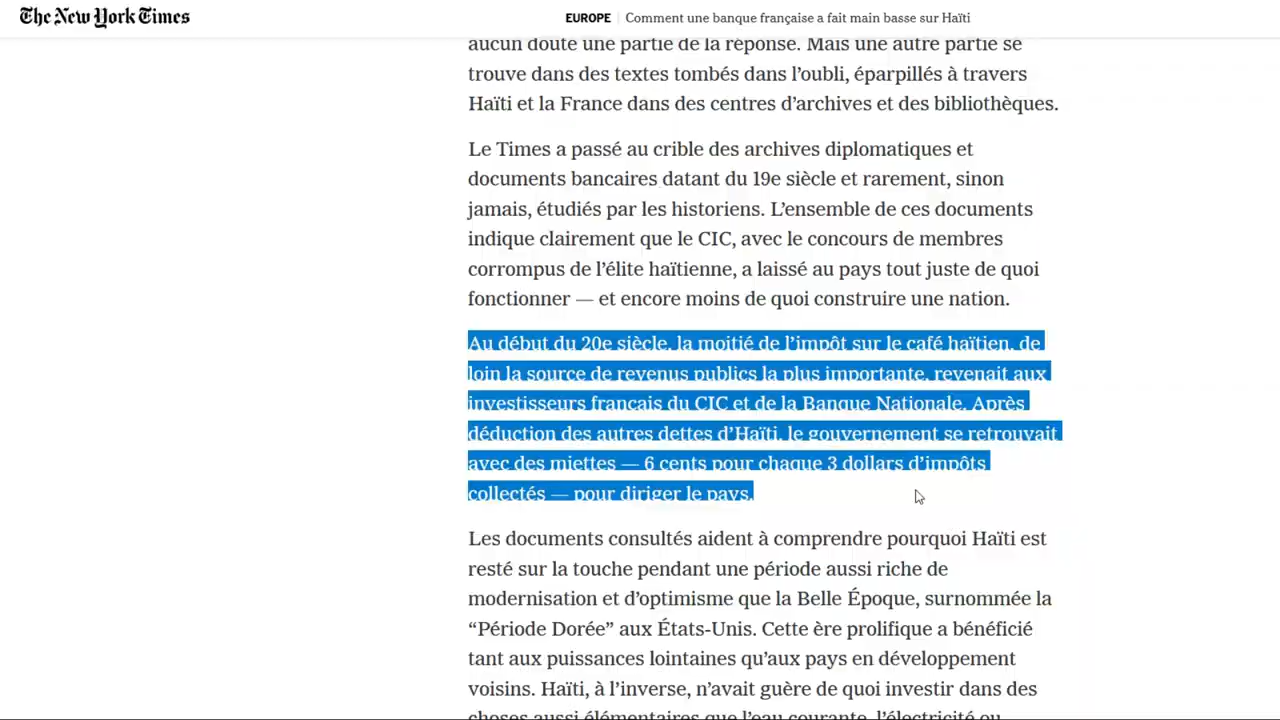 The New York Times
EUROPE | Comment une banque française a fait main basse sur Haïti
aucun doute une partie de la réponse. Mais une autre partie se
trouve dans des textes tombés dans l’oubli, éparpillés à travers
Haïti et la France dans des centres d’archives et des bibliothèques.
Le Times a passé au crible des archives diplomatiques et
documents bancaires datant du 19e siècle et rarement, sinon
jamais, étudiés par les historiens. L’ensemble de ces documents
indique clairement que le CIC, avec le concours de membres
corrompus de l’élite haïtienne, a laissé au pays tout juste de quoi
fonctionner — et encore moins de quoi construire une nation.
Au début du 20e siècle, la moitié de l’impôt sur le café haïtien, de
loin la source de revenus publics la plus importante, revenait aux
investisseurs français du CIC et de la Banque Nationale. Après
déduction des autres dettes d’Haïti, le gouvernement se retrouvait
avec des miettes — 6 cents pour chaque 3 dollars d’impôts
collectés — pour diriger le pays.
Les documents consultés aident à comprendre pourquoi Haïti est
resté sur la touche pendant une période aussi riche de
modernisation et d’optimisme que la Belle Époque, surnommée la
“Période Dorée” aux États-Unis. Cette ère prolifique a bénéficié
tant aux puissances lointaines qu’aux pays en développement
voisins. Haïti, à l’inverse, n’avait guère de quoi investir dans des
choses aussi élémentaires que l’eau courante, l’électricité ou